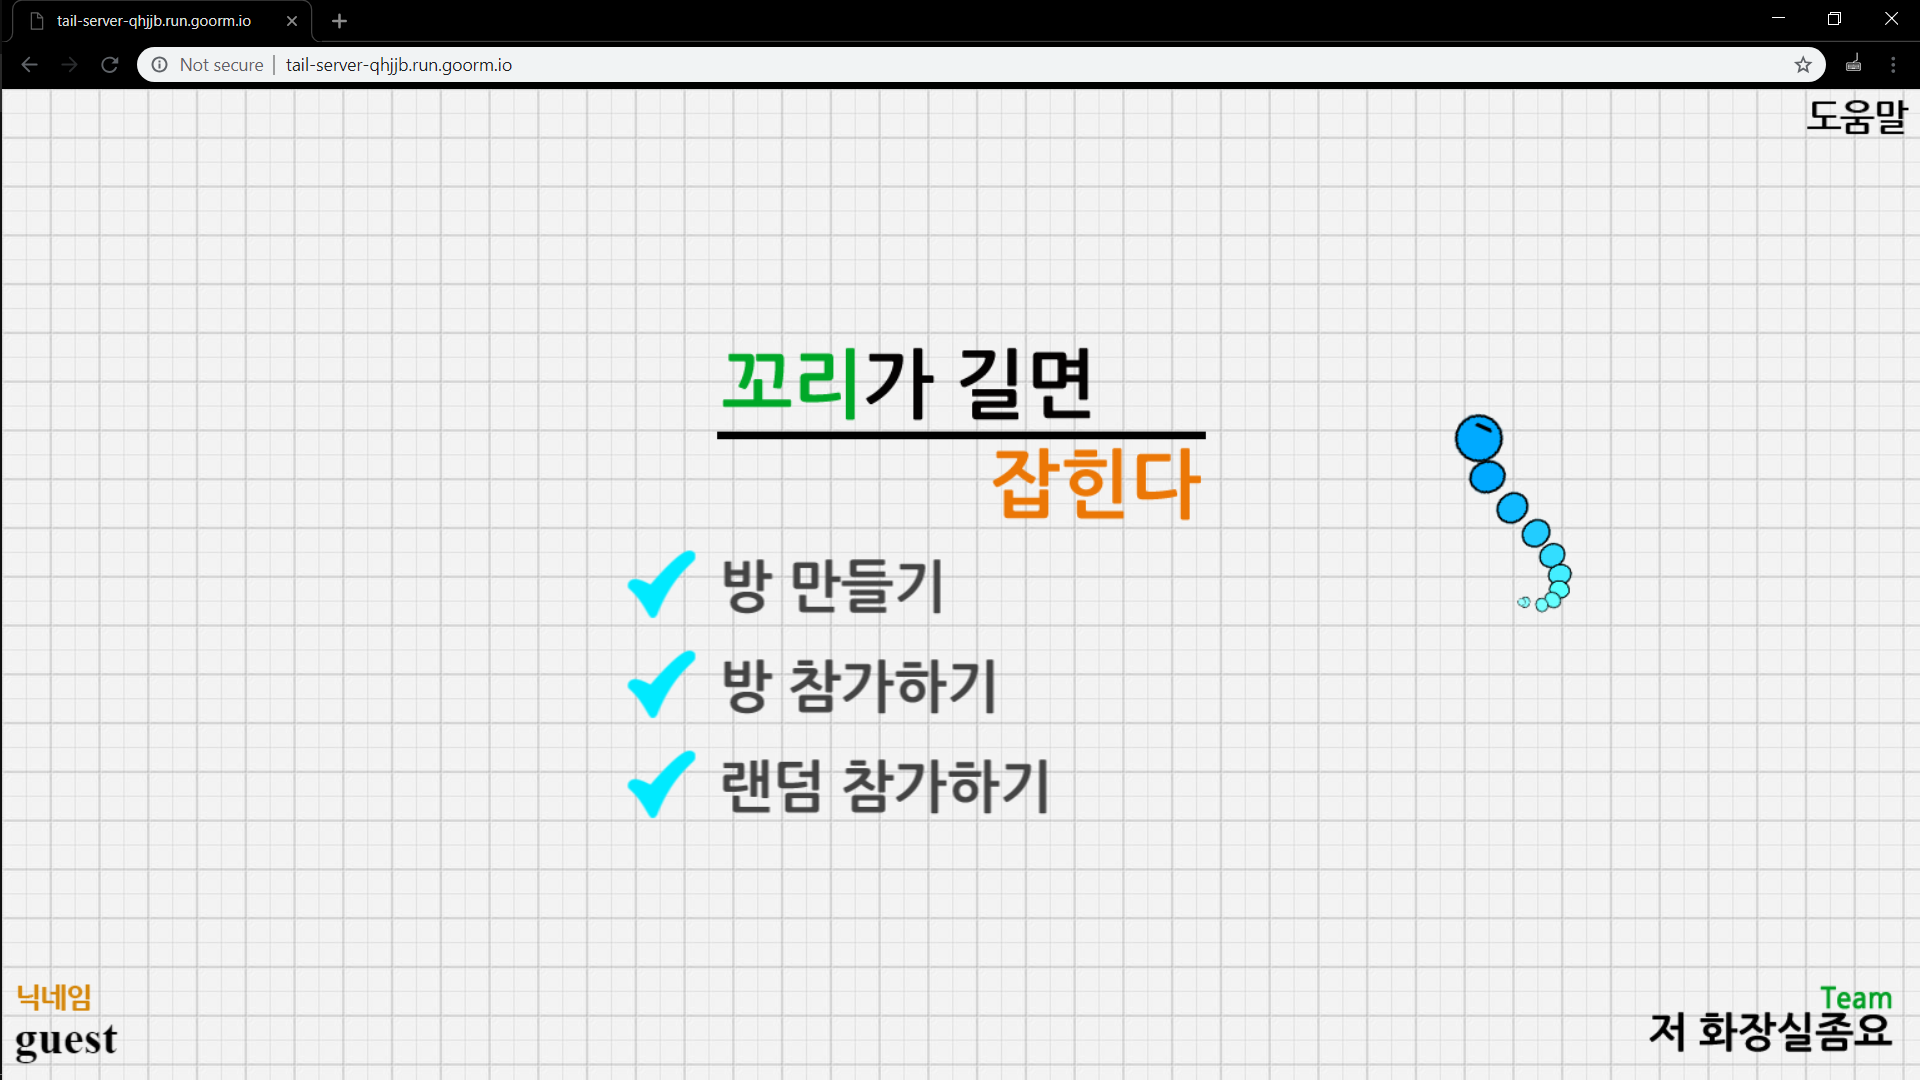 tail-server-qhjjb.run.goorm.io
Not secure | tail-server-qhjjb.run.goorm.io
도움말
꼬리가 길면
잡힌다
방 만들기
방 참가하기
랜덤 참가하기
닉네임
guest
Team
저 화장실좀요